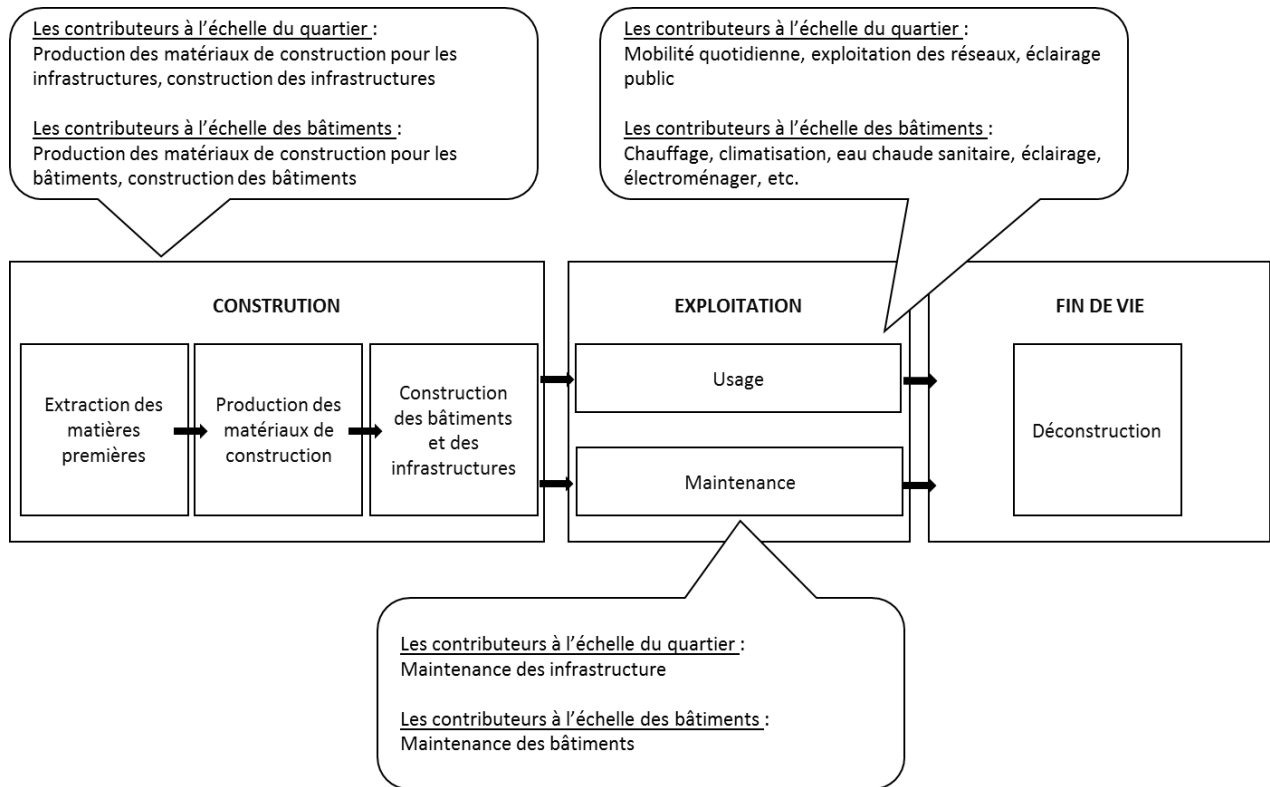 Les contributeurs à l’échelle du quartier :
Production des matériaux de construction pour les
infrastructures, construction des infrastructures
Les contributeurs à l’échelle des bâtiments :
Production des matériaux de construction pour les
bâtiments, construction des bâtiments
Les contributeurs à l’échelle du quartier :
Mobilité quotidienne, exploitation des réseaux, éclairage
public
Les contributeurs à l’échelle des bâtiments :
Chauffage, climatisation, eau chaude sanitaire, éclairage,
électroménager, etc.
CONSTRUTION
Extraction des
matières
premières
Production des
matériaux de
construction
Construction
des bâtiments
et des
infrastructures
EXPLOITATION
Usage
Maintenance
FIN DE VIE
Déconstruction
Les contributeurs à l’échelle du quartier :
Maintenance des infrastructure
Les contributeurs à l’échelle des bâtiments :
Maintenance des bâtiments